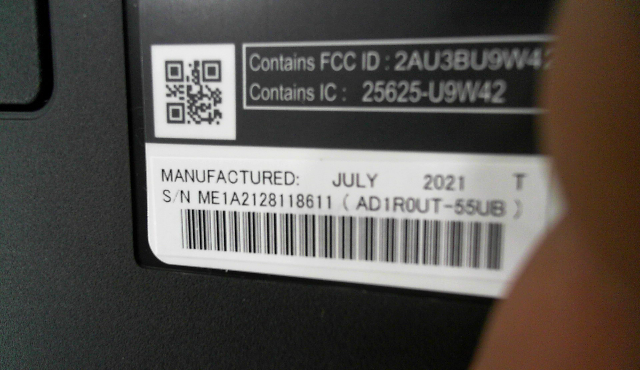 Contains FCC ID : 2AU3BU9W42
Contains IC : 25625-U9W42
MANUFACTURED: JULY 2021 T
S/N ME1A2128118611 ( AD1R0UT-55UB )